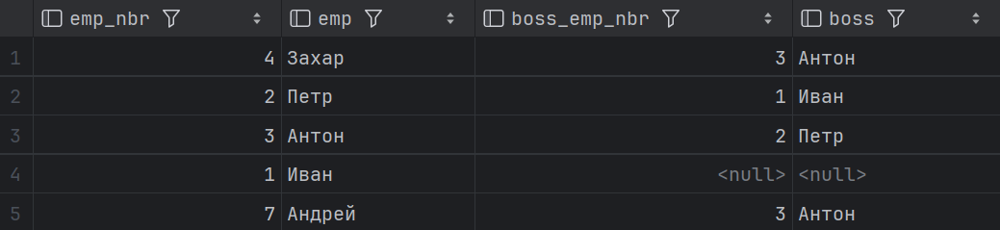 emp_nbr emp boss_emp_nbr boss
1 4 Захар 3 Антон
2 2 Петр 1 Иван
3 3 Антон 2 Петр
4 1 Иван <null> <null>
5 7 Андрей 3 Антон